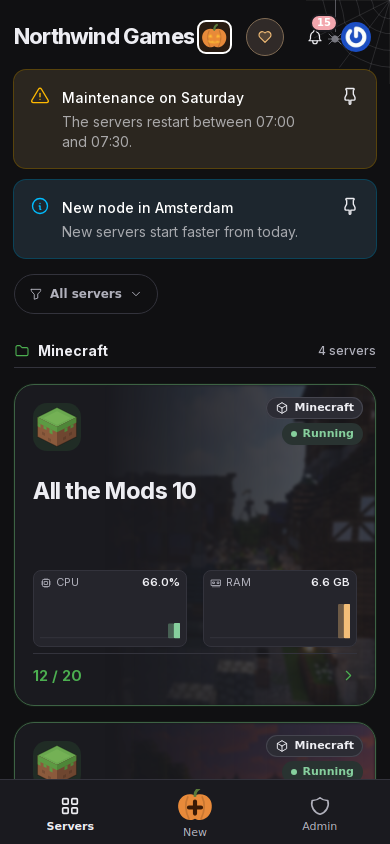 Northwind Games
15
Maintenance on Saturday
The servers restart between 07:00
and 07:30.
New node in Amsterdam
New servers start faster from today.
All servers
Minecraft
4 servers
Minecraft
Running
All the Mods 10
CPU
66.0%
RAM
6.6 GB
12 / 20
Minecraft
Running
Servers
New
Admin